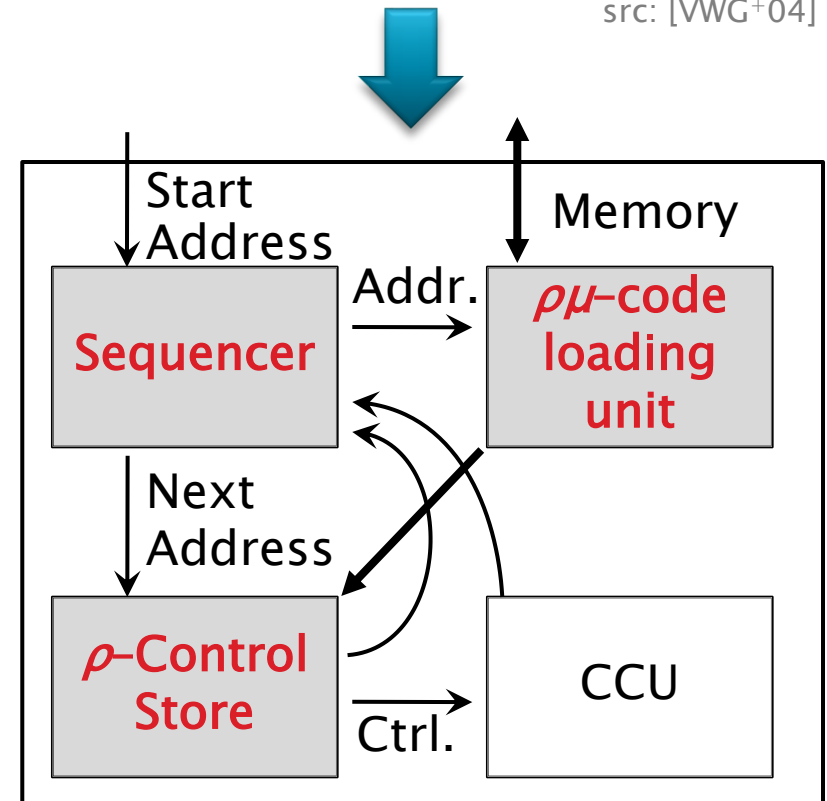 src: [VWG+04]
Start
Address
Memory
Addr.
Sequencer
ρμ-code
loading
unit
Next
Address
ρ-Control
Store
Ctrl.
CCU